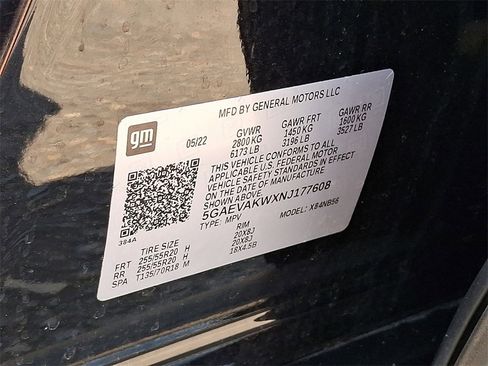 gm
MFD BY GENERAL MOTORS LLC
05/22 GVWR GAWR FRT GAWR RR
2800 KG 1450 KG 1600 KG
6173 LB 3196 LB 3527 LB
THIS VEHICLE CONFORMS TO ALL
APPLICABLE U.S. FEDERAL MOTOR
VEHICLE SAFETY STANDARDS IN EFFECT
ON THE DATE SHOWN ABOVE.
5GAEVAKWXNJ177608
TYPE: MPV MODEL: X84NB56
384A
TIRE SIZE RIM
FRT 255/55R20 H 20X8J
RR 255/55R20 H 20X8J
SPA T135/70R18 M 18X4.5B